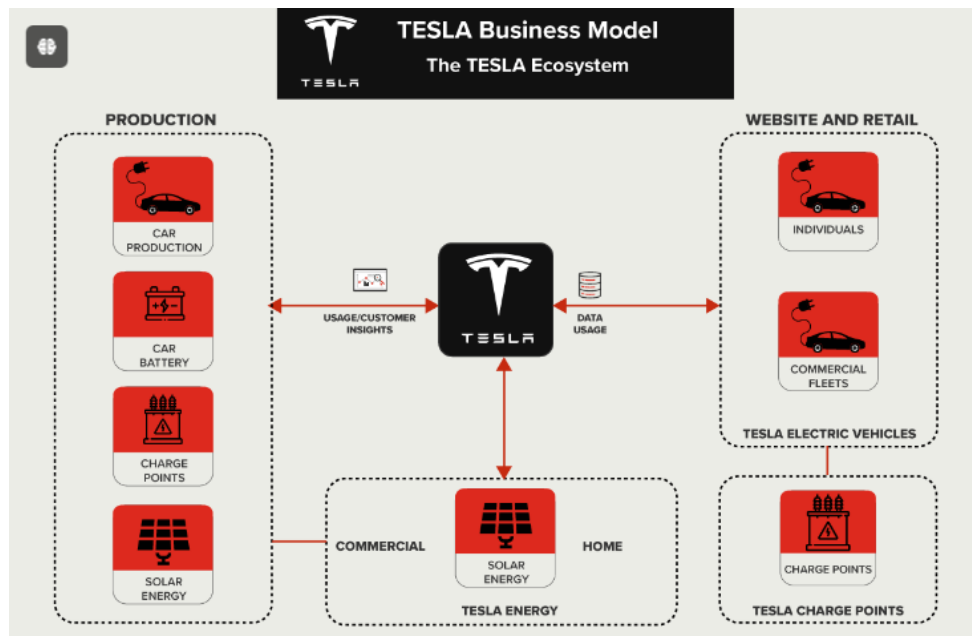 TESLA Business Model
The TESLA Ecosystem
TESLA
PRODUCTION
CAR
PRODUCTION
CAR
BATTERY
CHARGE
POINTS
SOLAR
ENERGY
USAGE/CUSTOMER
INSIGHTS
TESLA
DATA
USAGE
WEBSITE AND RETAIL
INDIVIDUALS
COMMERCIAL
FLEETS
TESLA ELECTRIC VEHICLES
COMMERCIAL
SOLAR
ENERGY
HOME
TESLA ENERGY
CHARGE POINTS
TESLA CHARGE POINTS